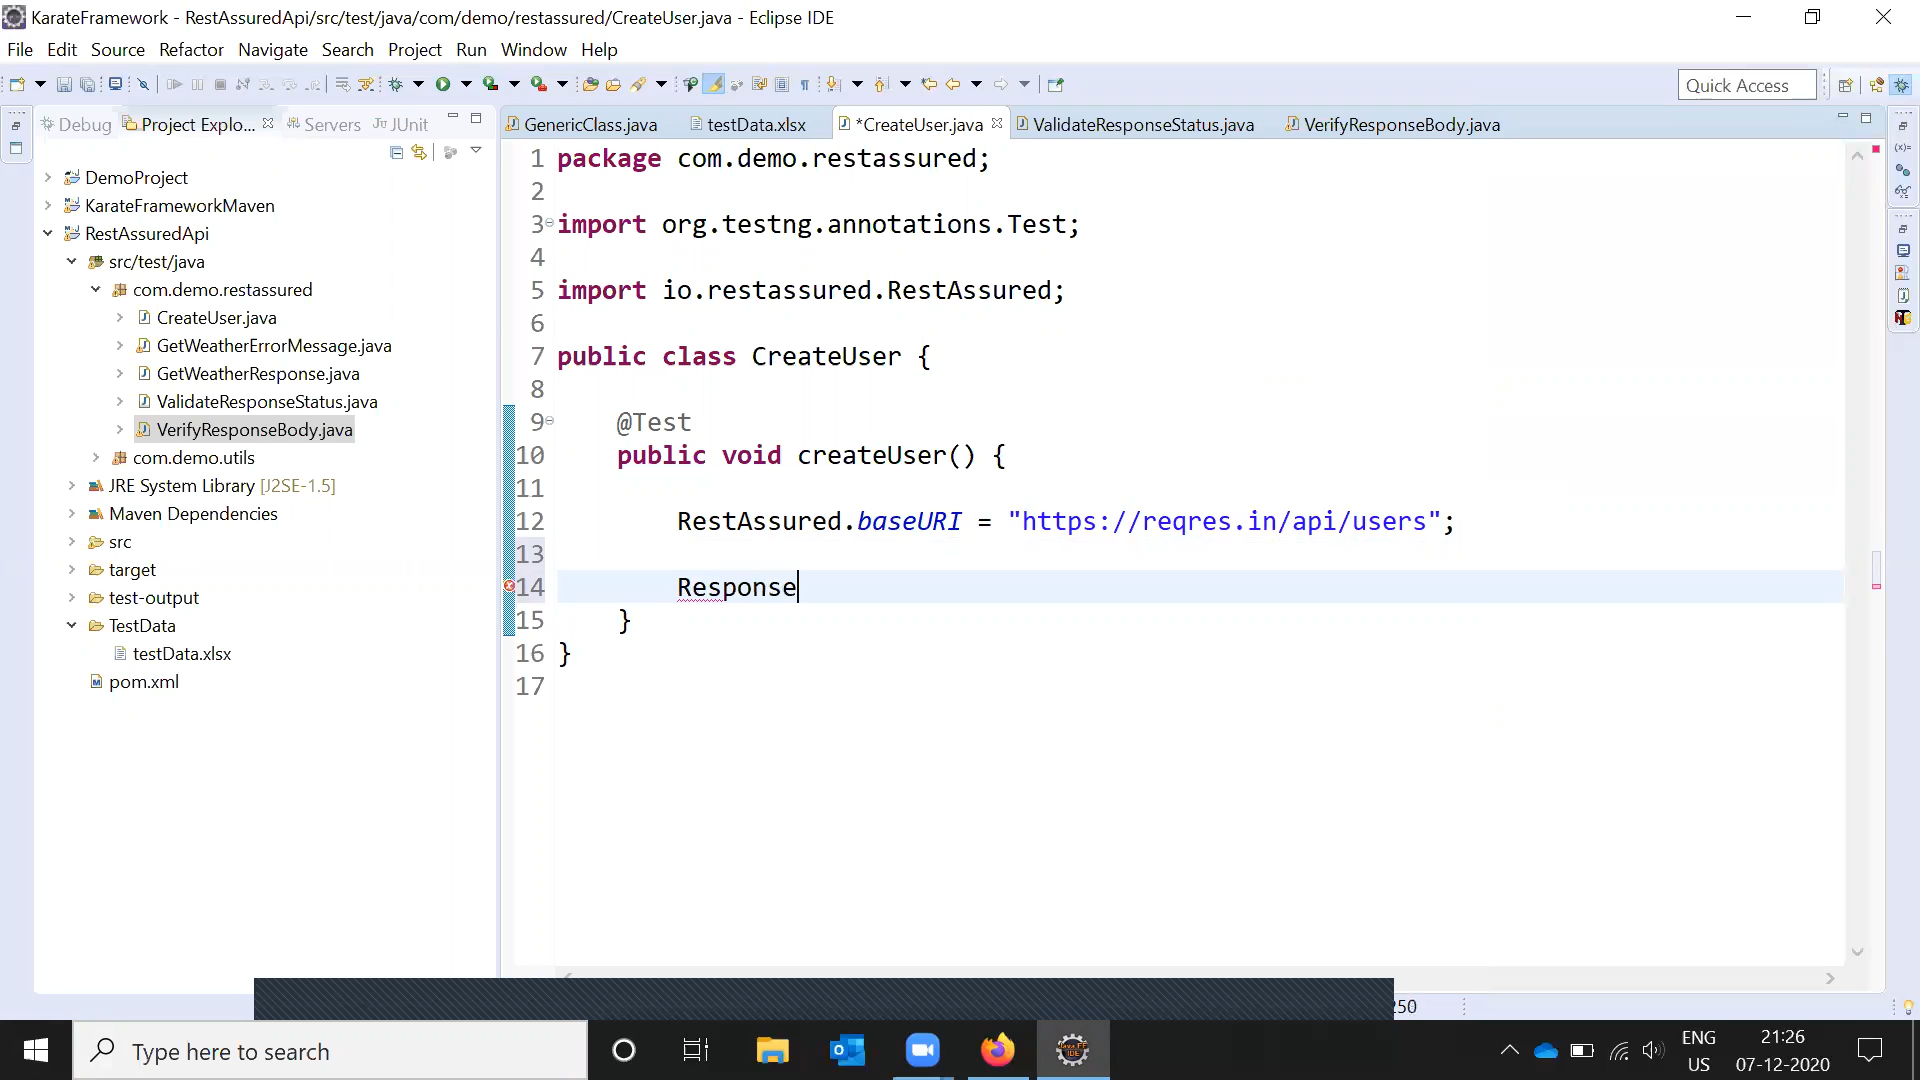 KarateFramework - RestAssuredApi/src/test/java/com/demo/restassured/CreateUser.java - Eclipse IDE
File Edit Source Refactor Navigate Search Project Run Window Help
Quick Access
Debug Project Explo... Servers JUnit
GenericClass.java testData.xlsx *CreateUser.java ValidateResponseStatus.java VerifyResponseBody.java
DemoProject
KarateFrameworkMaven
RestAssuredApi
src/test/java
com.demo.restassured
CreateUser.java
GetWeatherErrorMessage.java
GetWeatherResponse.java
ValidateResponseStatus.java
VerifyResponseBody.java
com.demo.utils
JRE System Library [J2SE-1.5]
Maven Dependencies
src
target
test-output
TestData
testData.xlsx
pom.xml
1 package com.demo.restassured;
2
3 import org.testng.annotations.Test;
4
5 import io.restassured.RestAssured;
6
7 public class CreateUser {
8
9 @Test
10 public void createUser() {
11
12 RestAssured.baseURI = "https://reqres.in/api/users";
13
14 Response
15 }
16 }
17
250
Type here to search
ENG
US
21:26
07-12-2020